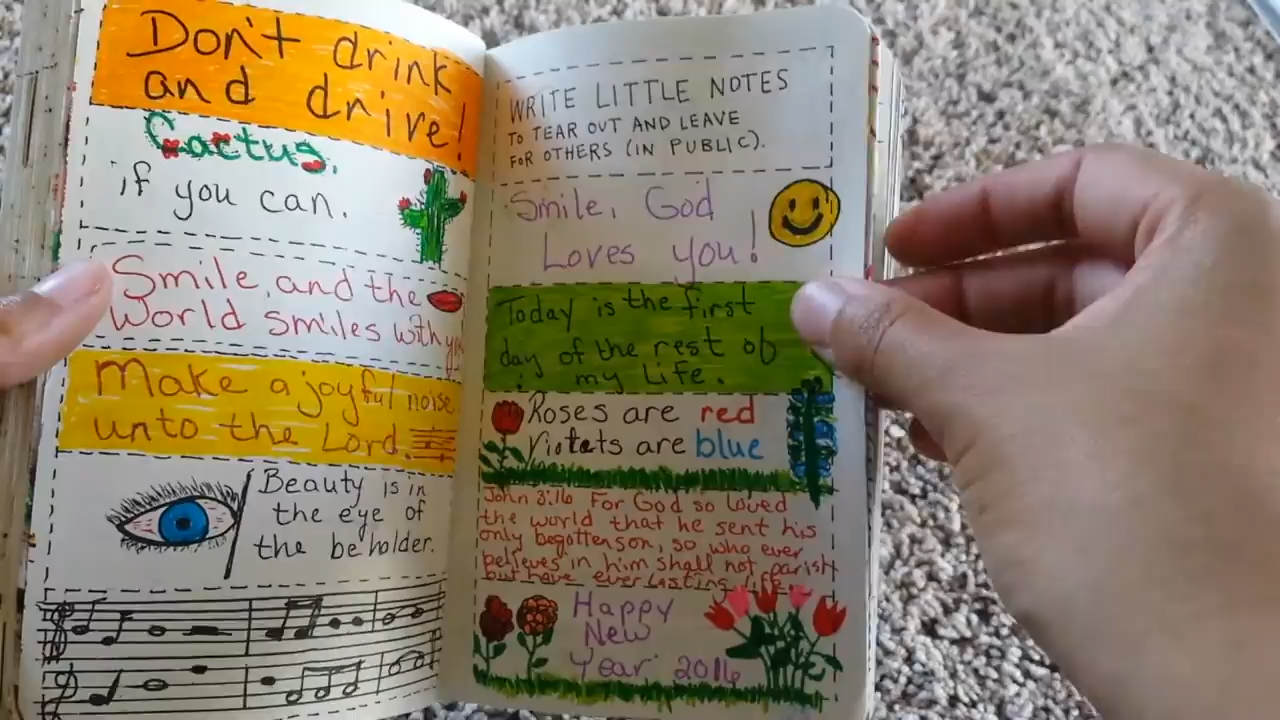 Don't drink
and drive!
Cactus,
if you can.
Smile, and the
World smiles with you
Make a joyful noise
unto the Lord.
Beauty is in
the eye of
the beholder.
WRITE LITTLE NOTES
TO TEAR OUT AND LEAVE
FOR OTHERS (IN PUBLIC).
Smile, God
Loves you!
Today is the first
day of the rest of
my Life.
Roses are red
Violets are blue
John 3:16 For God so loved
the world that he sent his
only begotten son, so who ever
believes in him shall not parish
but have ever lasting life.
Happy
New
Year 2016